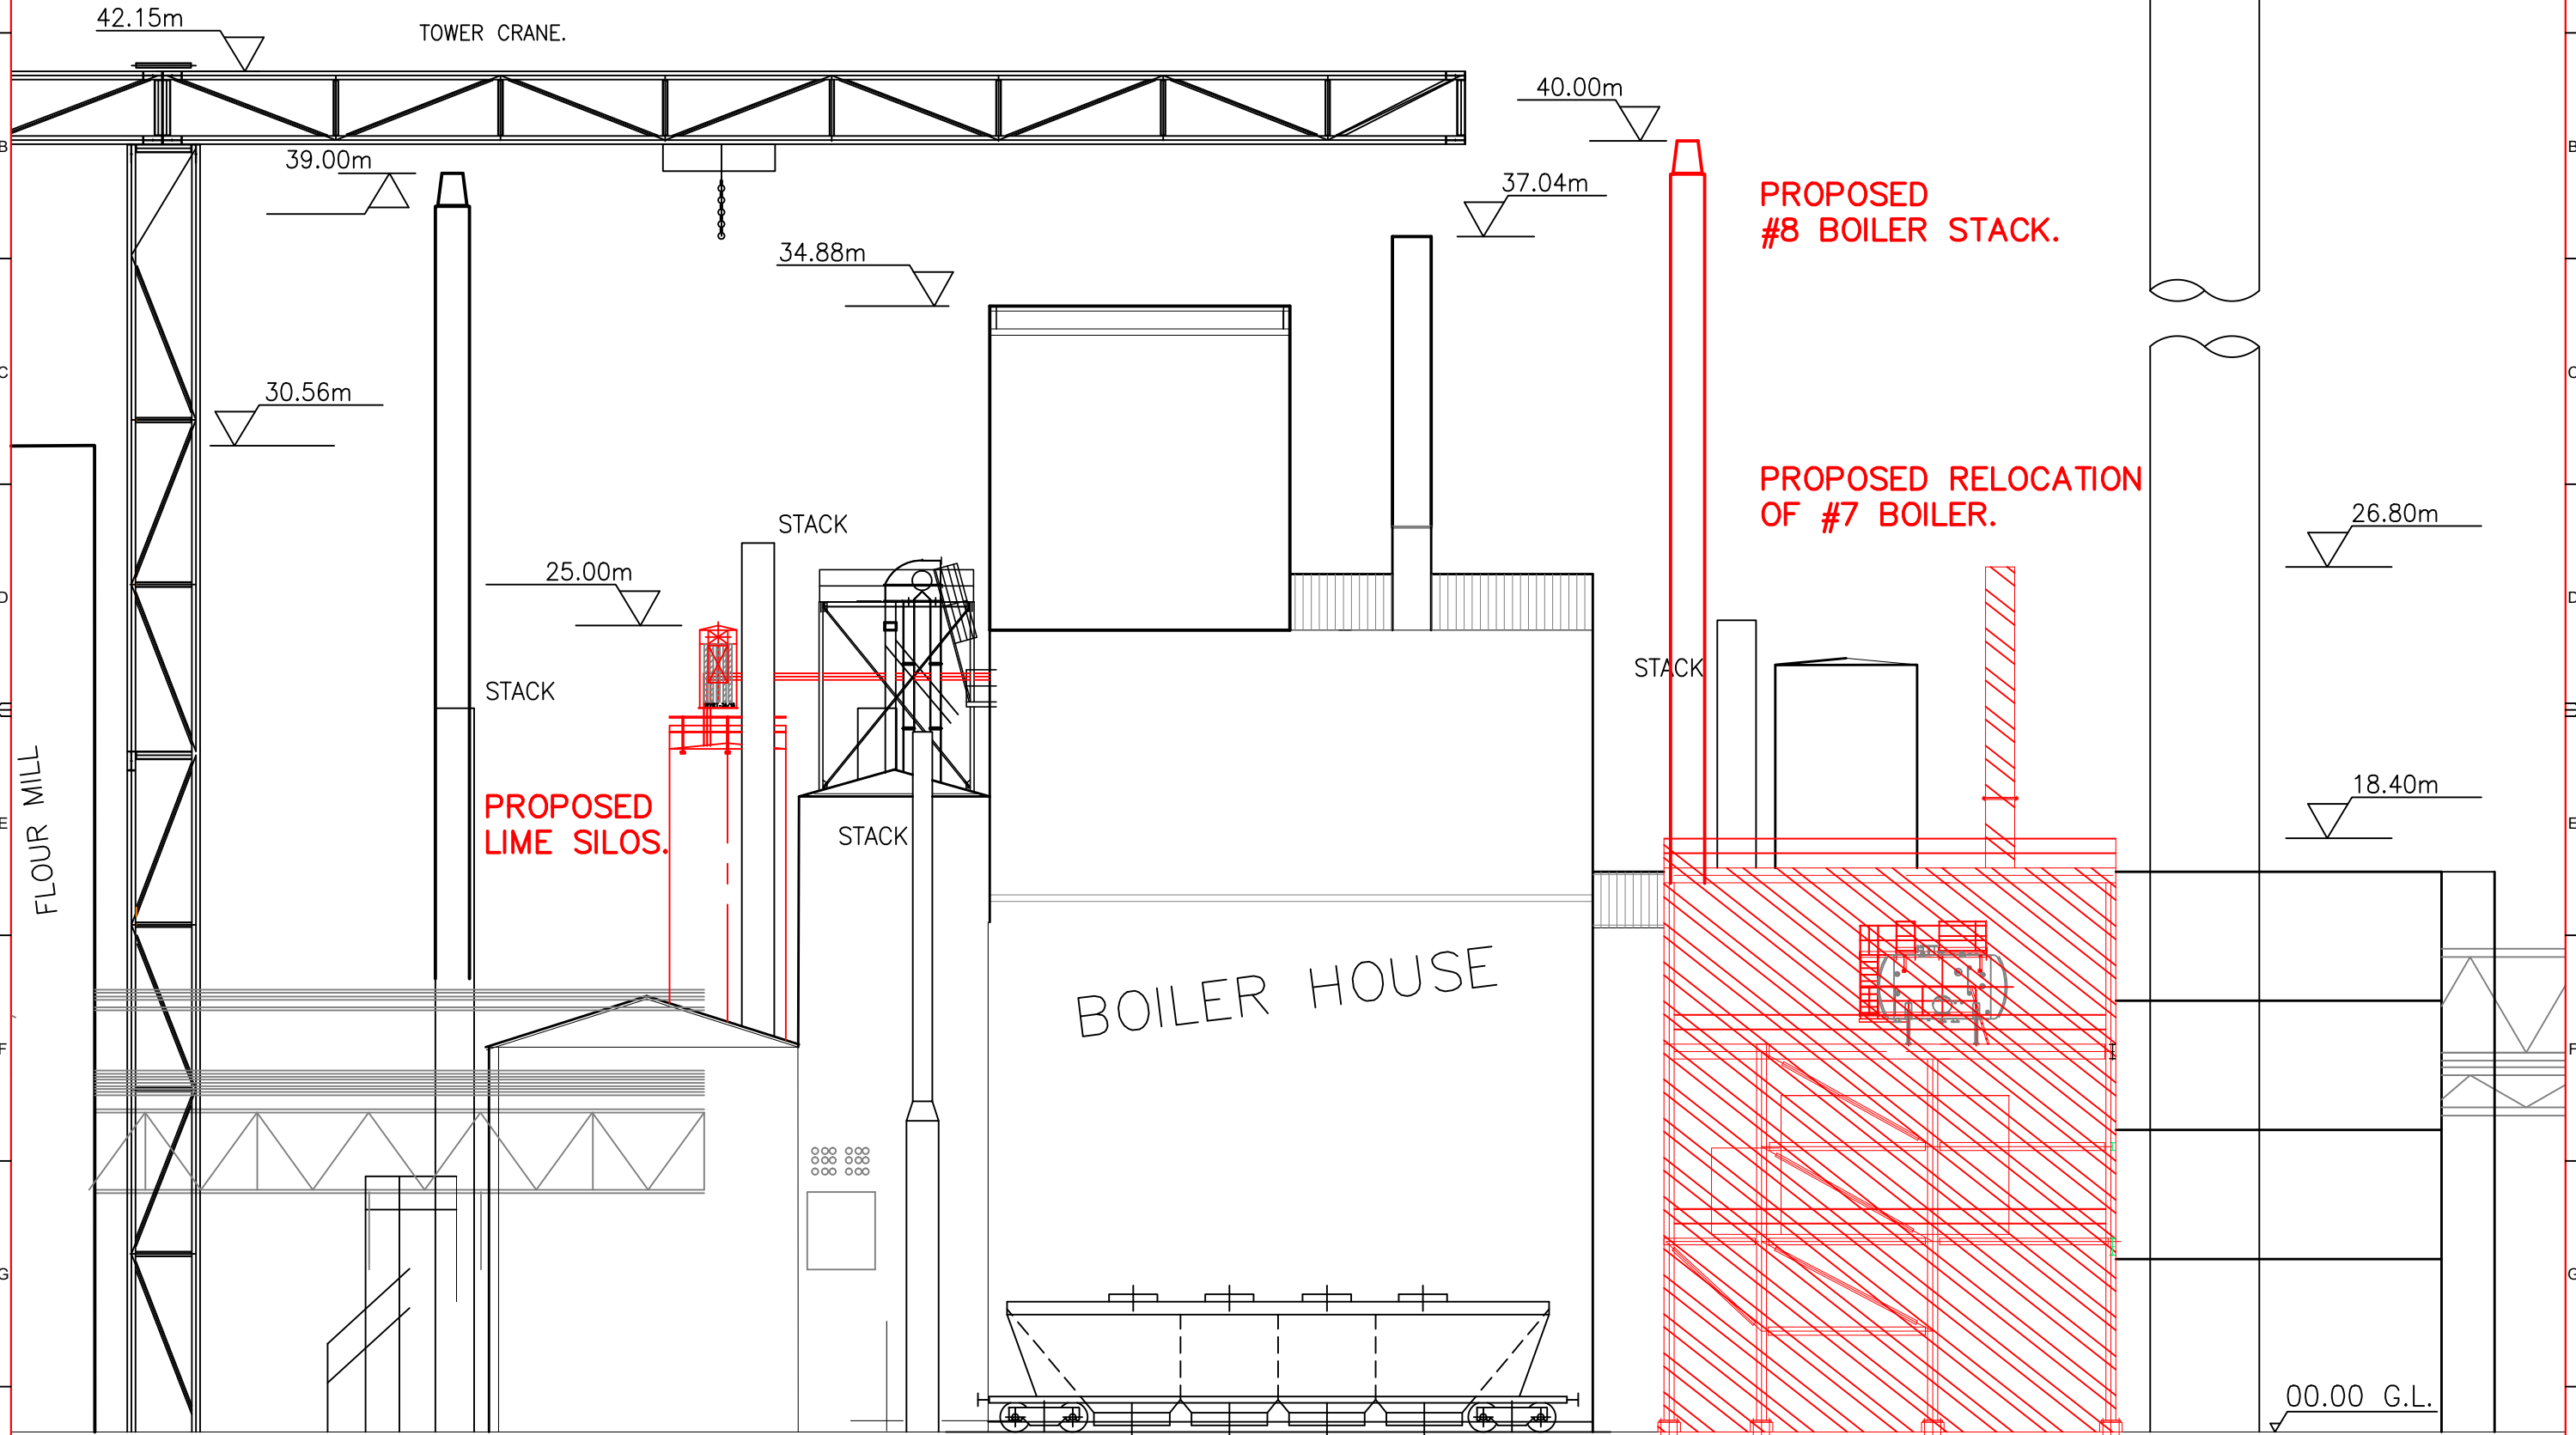 42.15m
TOWER CRANE.
40.00m
39.00m
37.04m
PROPOSED
#8 BOILER STACK.
34.88m
30.56m
PROPOSED RELOCATION
OF #7 BOILER.
STACK
26.80m
25.00m
STACK
STACK
FLOUR MILL
PROPOSED
LIME SILOS.
STACK
18.40m
BOILER HOUSE
00.00 G.L.
B
C
D
E
F
G
B
C
D
E
F
G